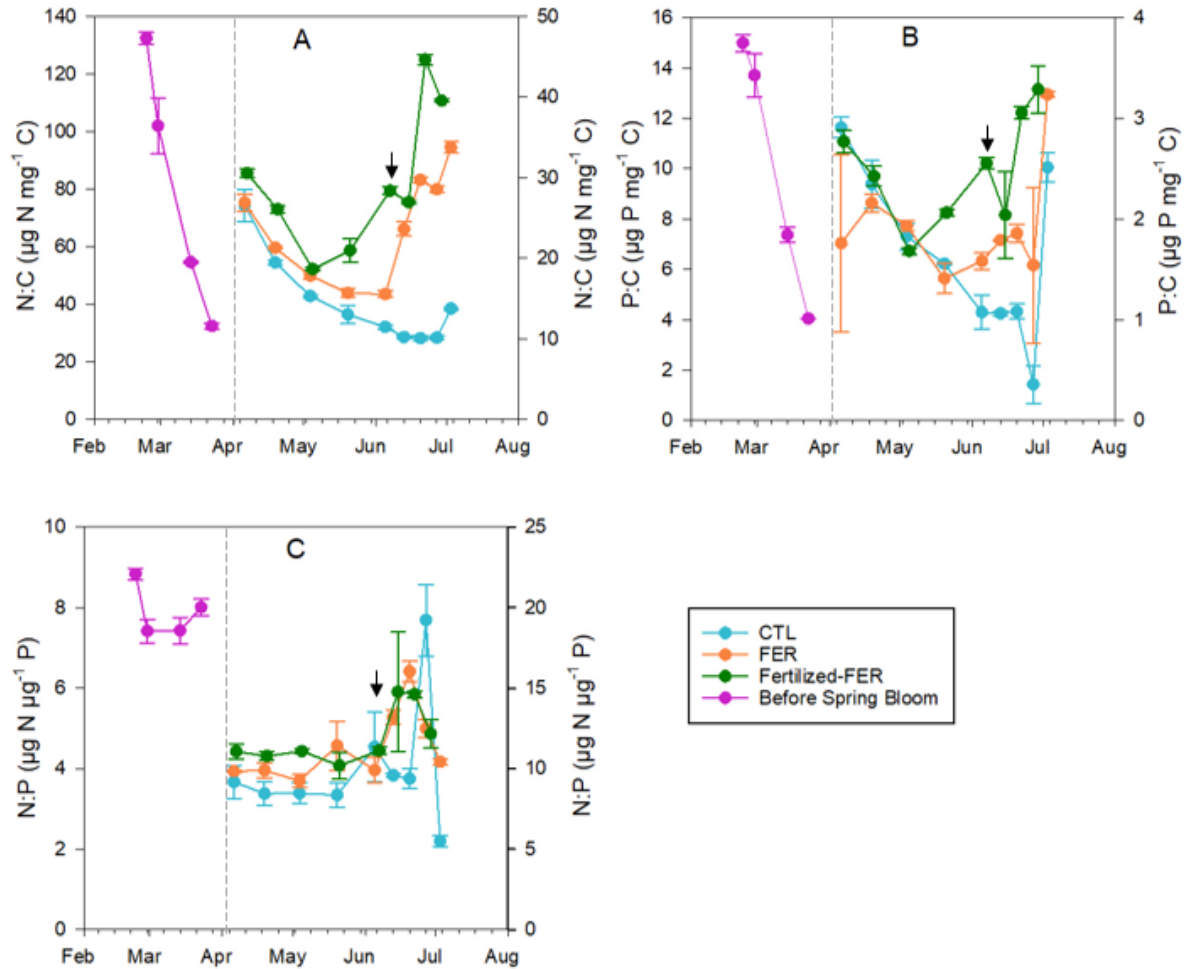 A
N:C (µg N mg⁻¹ C)
140
120
100
80
60
40
20
0
50
40
30
20
10
0
N:C (µg N mg⁻¹ C)
Feb Mar Apr May Jun Jul Aug
B
P:C (µg P mg⁻¹ C)
16
14
12
10
8
6
4
2
0
4
3
2
1
0
P:C (µg P mg⁻¹ C)
Feb Mar Apr May Jun Jul Aug
C
N:P (µg N µg⁻¹ P)
10
8
6
4
2
0
25
20
15
10
5
0
N:P (µg N µg⁻¹ P)
Feb Mar Apr May Jun Jul Aug
CTL
FER
Fertilized-FER
Before Spring Bloom